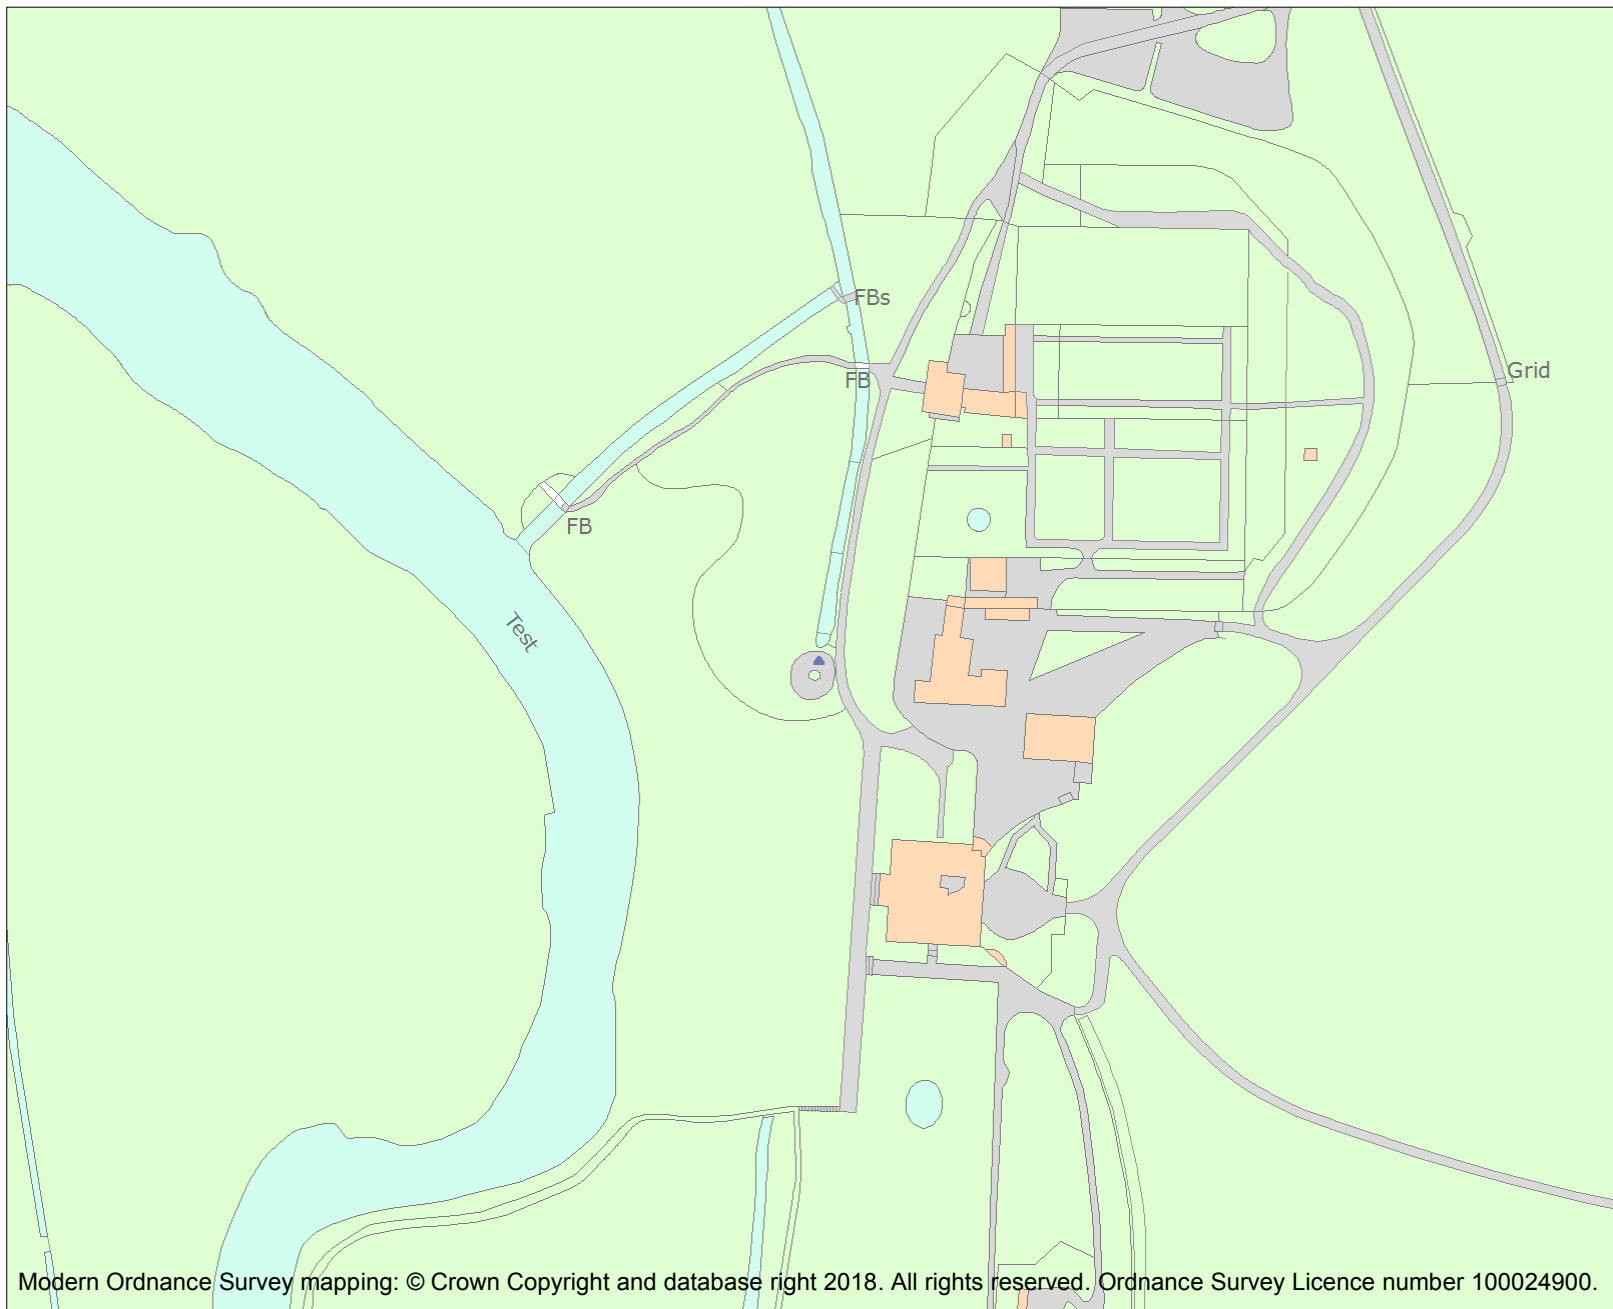 FBs
Grid
FB
FB
Test
Modern Ordnance Survey mapping: © Crown Copyright and database right 2018. All rights reserved. Ordnance Survey Licence number 100024900.